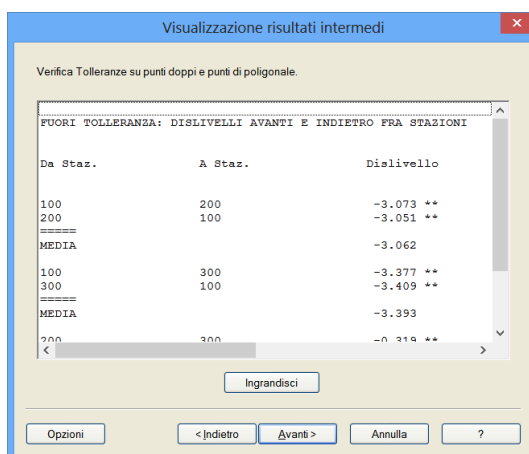 Visualizzazione risultati intermedi
Verifica Tolleranze su punti doppi e punti di poligonale.
FUORI TOLLERANZA: DISLIVELLI AVANTI E INDIETRO FRA STAZIONI
Da Staz. A Staz. Dislivello
100 200 -3.073 **
200 100 -3.051 **
=====
MEDIA -3.062
100 300 -3.377 **
300 100 -3.409 **
=====
MEDIA -3.393
200 300 -0.319 **
Ingrandisci
Opzioni < Indietro Avanti > Annulla ?